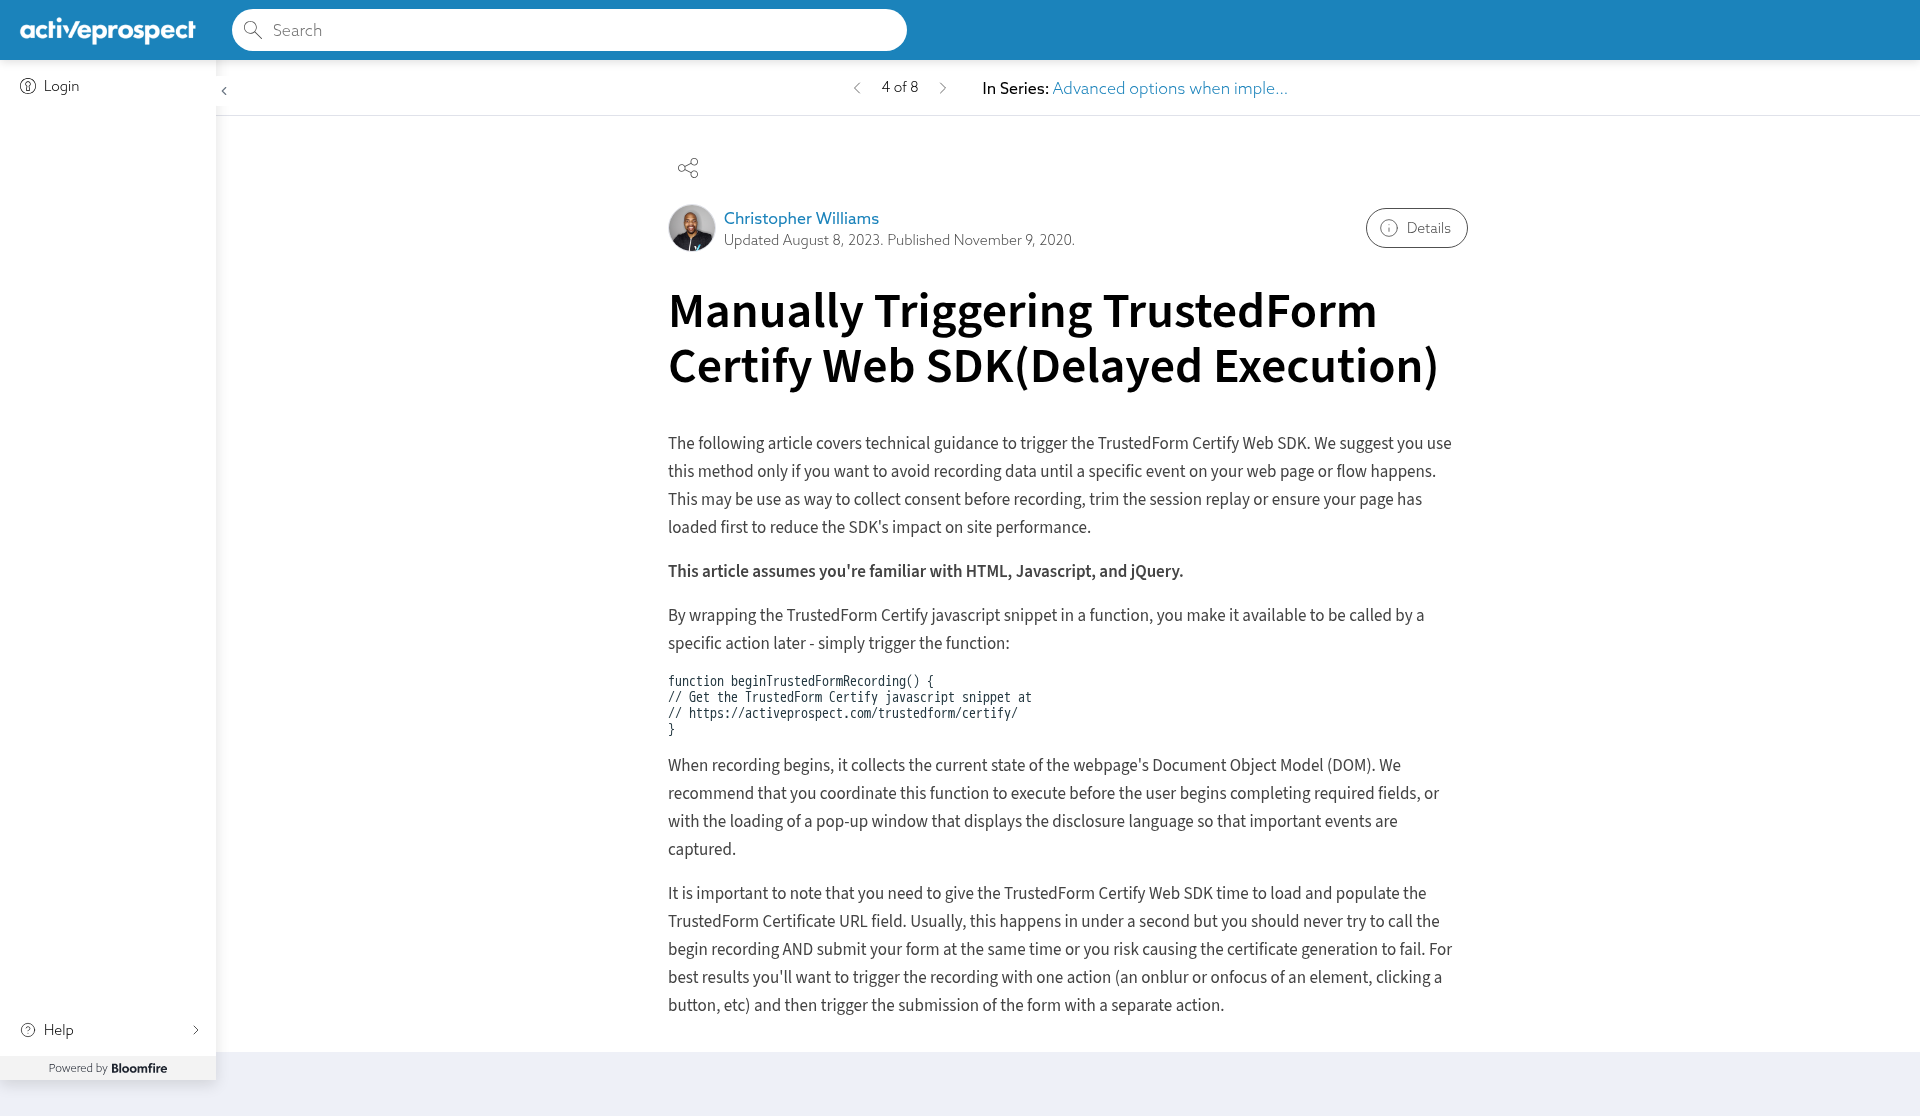 activeprospect
Search
Login
4 of 8
In Series: Advanced options when imple...
Christopher Williams
Updated August 8, 2023. Published November 9, 2020.
Details
Manually Triggering TrustedForm
Certify Web SDK(Delayed Execution)
The following article covers technical guidance to trigger the TrustedForm Certify Web SDK. We suggest you use
this method only if you want to avoid recording data until a specific event on your web page or flow happens.
This may be use as way to collect consent before recording, trim the session replay or ensure your page has
loaded first to reduce the SDK's impact on site performance.
This article assumes you're familiar with HTML, Javascript, and jQuery.
By wrapping the TrustedForm Certify javascript snippet in a function, you make it available to be called by a
specific action later - simply trigger the function:
function beginTrustedFormRecording() {
// Get the TrustedForm Certify javascript snippet at
// https://activeprospect.com/trustedform/certify/
}
When recording begins, it collects the current state of the webpage's Document Object Model (DOM). We
recommend that you coordinate this function to execute before the user begins completing required fields, or
with the loading of a pop-up window that displays the disclosure language so that important events are
captured.
It is important to note that you need to give the TrustedForm Certify Web SDK time to load and populate the
TrustedForm Certificate URL field. Usually, this happens in under a second but you should never try to call the
begin recording AND submit your form at the same time or you risk causing the certificate generation to fail. For
best results you'll want to trigger the recording with one action (an onblur or onfocus of an element, clicking a
button, etc) and then trigger the submission of the form with a separate action.
Help
Powered by Bloomfire